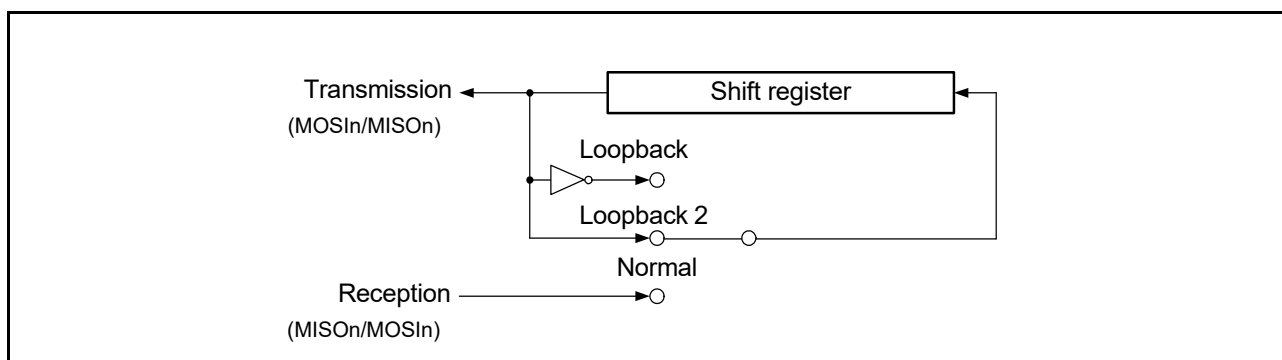 Transmission
(MOSIn/MISOn)
Shift register
Loopback
Loopback 2
Normal
Reception
(MISOn/MOSIn)